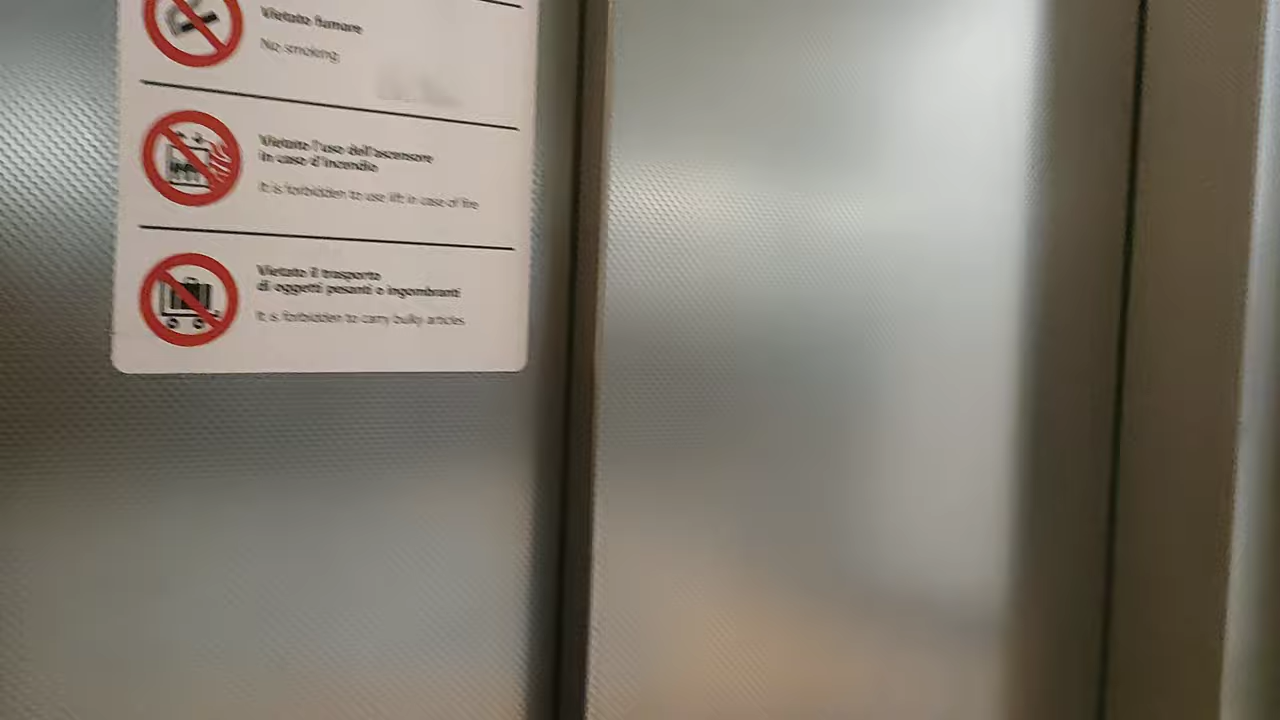 Vietato fumare
No smoking
Vietato l'uso dell'ascensore
in caso d'incendio
It is forbidden to use lift in case of fire
Vietato il trasporto
di oggetti pesanti o ingombranti
It is forbidden to carry bulky articles